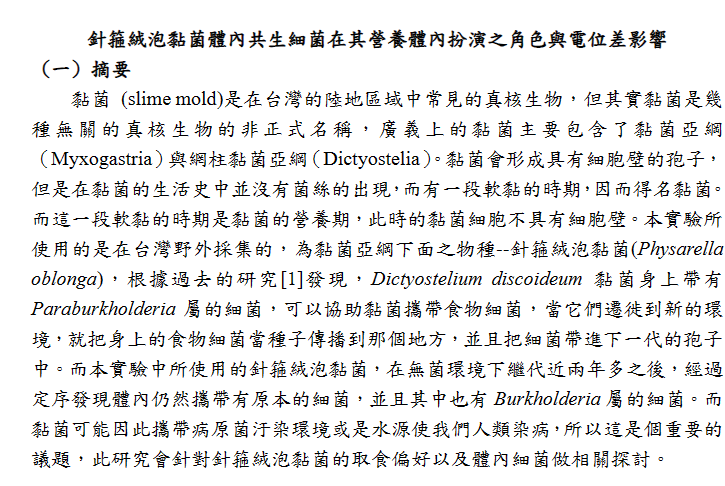 針箍絨泡黏菌體內共生細菌在其營養體內扮演之角色與電位差影響
（一）摘要
黏菌 (slime mold)是在台灣的陸地區域中常見的真核生物，但其實黏菌是幾
種無關的真核生物的非正式名稱，廣義上的黏菌主要包含了黏菌亞綱
（Myxogastria）與網柱黏菌亞綱（Dictyostelia）。黏菌會形成具有細胞壁的孢子，
但是在黏菌的生活史中並沒有菌絲的出現，而有一段軟黏的時期，因而得名黏菌。
而這一段軟黏的時期是黏菌的營養期，此時的黏菌細胞不具有細胞壁。本實驗所
使用的是在台灣野外採集的，為黏菌亞綱下面之物種--針箍絨泡黏菌(Physarella
oblonga)，根據過去的研究[1]發現，Dictyostelium discoideum 黏菌身上帶有
Paraburkholderia 屬的細菌，可以協助黏菌攜帶食物細菌，當它們遷徙到新的環
境，就把身上的食物細菌當種子傳播到那個地方，並且把細菌帶進下一代的孢子
中。而本實驗中所使用的針箍絨泡黏菌，在無菌環境下繼代近兩年多之後，經過
定序發現體內仍然攜帶有原本的細菌，並且其中也有 Burkholderia 屬的細菌。而
黏菌可能因此攜帶病原菌汙染環境或是水源使我們人類染病，所以這是個重要的
議題，此研究會針對針箍絨泡黏菌的取食偏好以及體內細菌做相關探討。